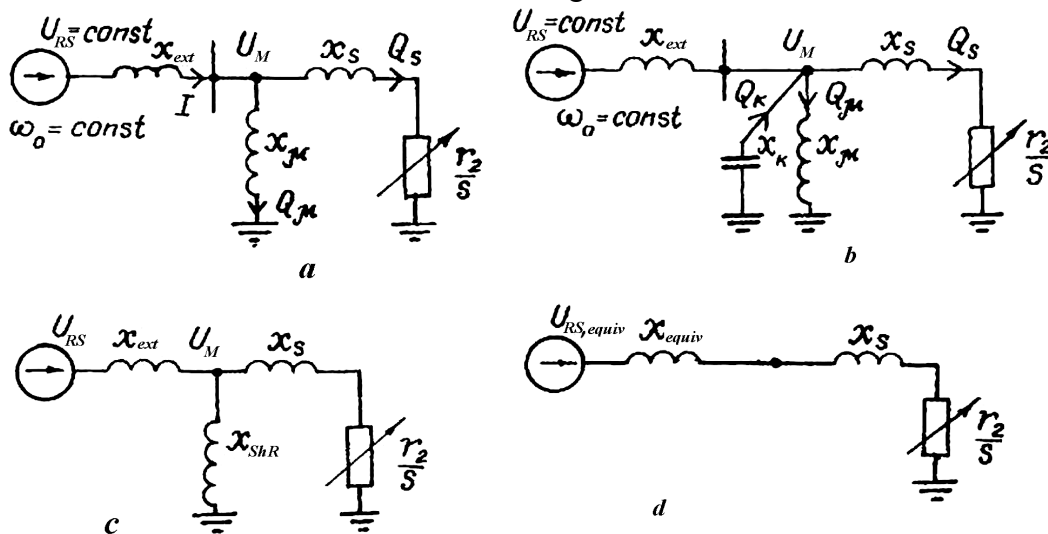 U_RS = const
x_ext
U_M
x_S
Q_S
I
ω_0 = const
x_μ
Q_μ
r_2/S
a
U_RS = const
x_ext
U_M
x_S
Q_S
ω_0 = const
Q_K
Q_μ
x_K
x_μ
r_2/S
b
U_RS
x_ext
U_M
x_S
x_ShR
r_2/S
c
U_RS,equiv
x_equiv
x_S
r_2/S
d